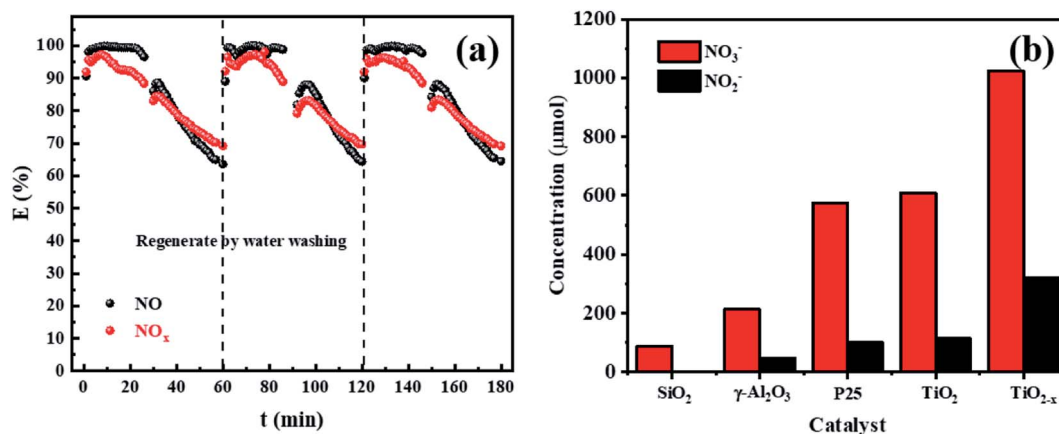 (a)
100
90
80
70
60
50
40
30
20
10
0
E (%)
Regenerate by water washing
NO
NOₓ
0 20 40 60 80 100 120 140 160 180
t (min)
(b)
NO₃⁻
NO₂⁻
1200
1000
800
600
400
200
0
Concentration (μmol)
SiO₂ γ-Al₂O₃ P25 TiO₂ TiO₂₋ₓ
Catalyst